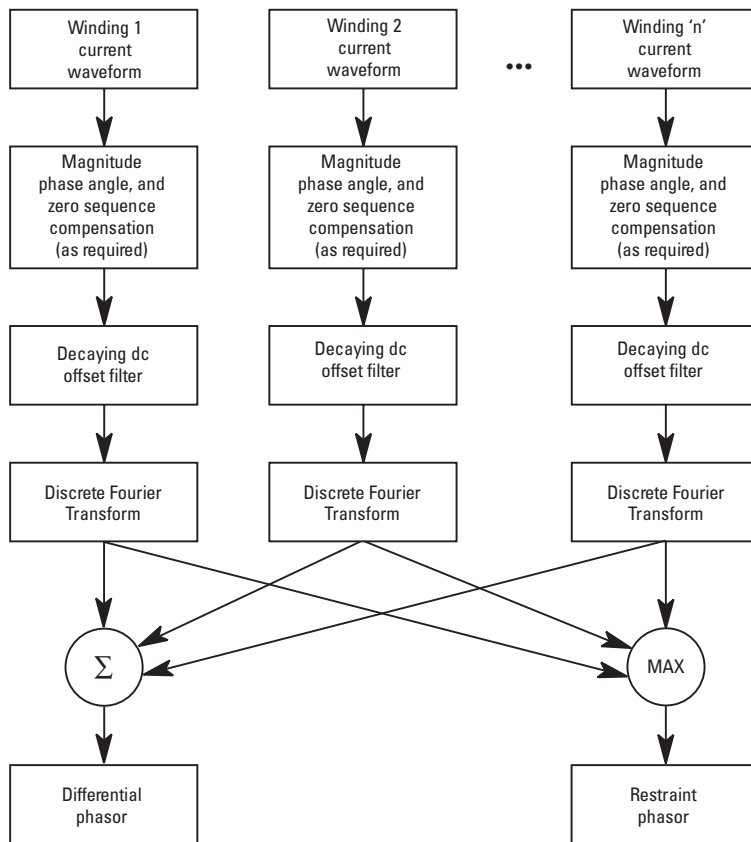 Winding 1
current
waveform
Winding 2
current
waveform
...
Winding ‘n’
current
waveform
Magnitude
phase angle, and
zero sequence
compensation
(as required)
Magnitude
phase angle, and
zero sequence
compensation
(as required)
Magnitude
phase angle, and
zero sequence
compensation
(as required)
Decaying dc
offset filter
Decaying dc
offset filter
Decaying dc
offset filter
Discrete Fourier
Transform
Discrete Fourier
Transform
Discrete Fourier
Transform
Σ
MAX
Differential
phasor
Restraint
phasor